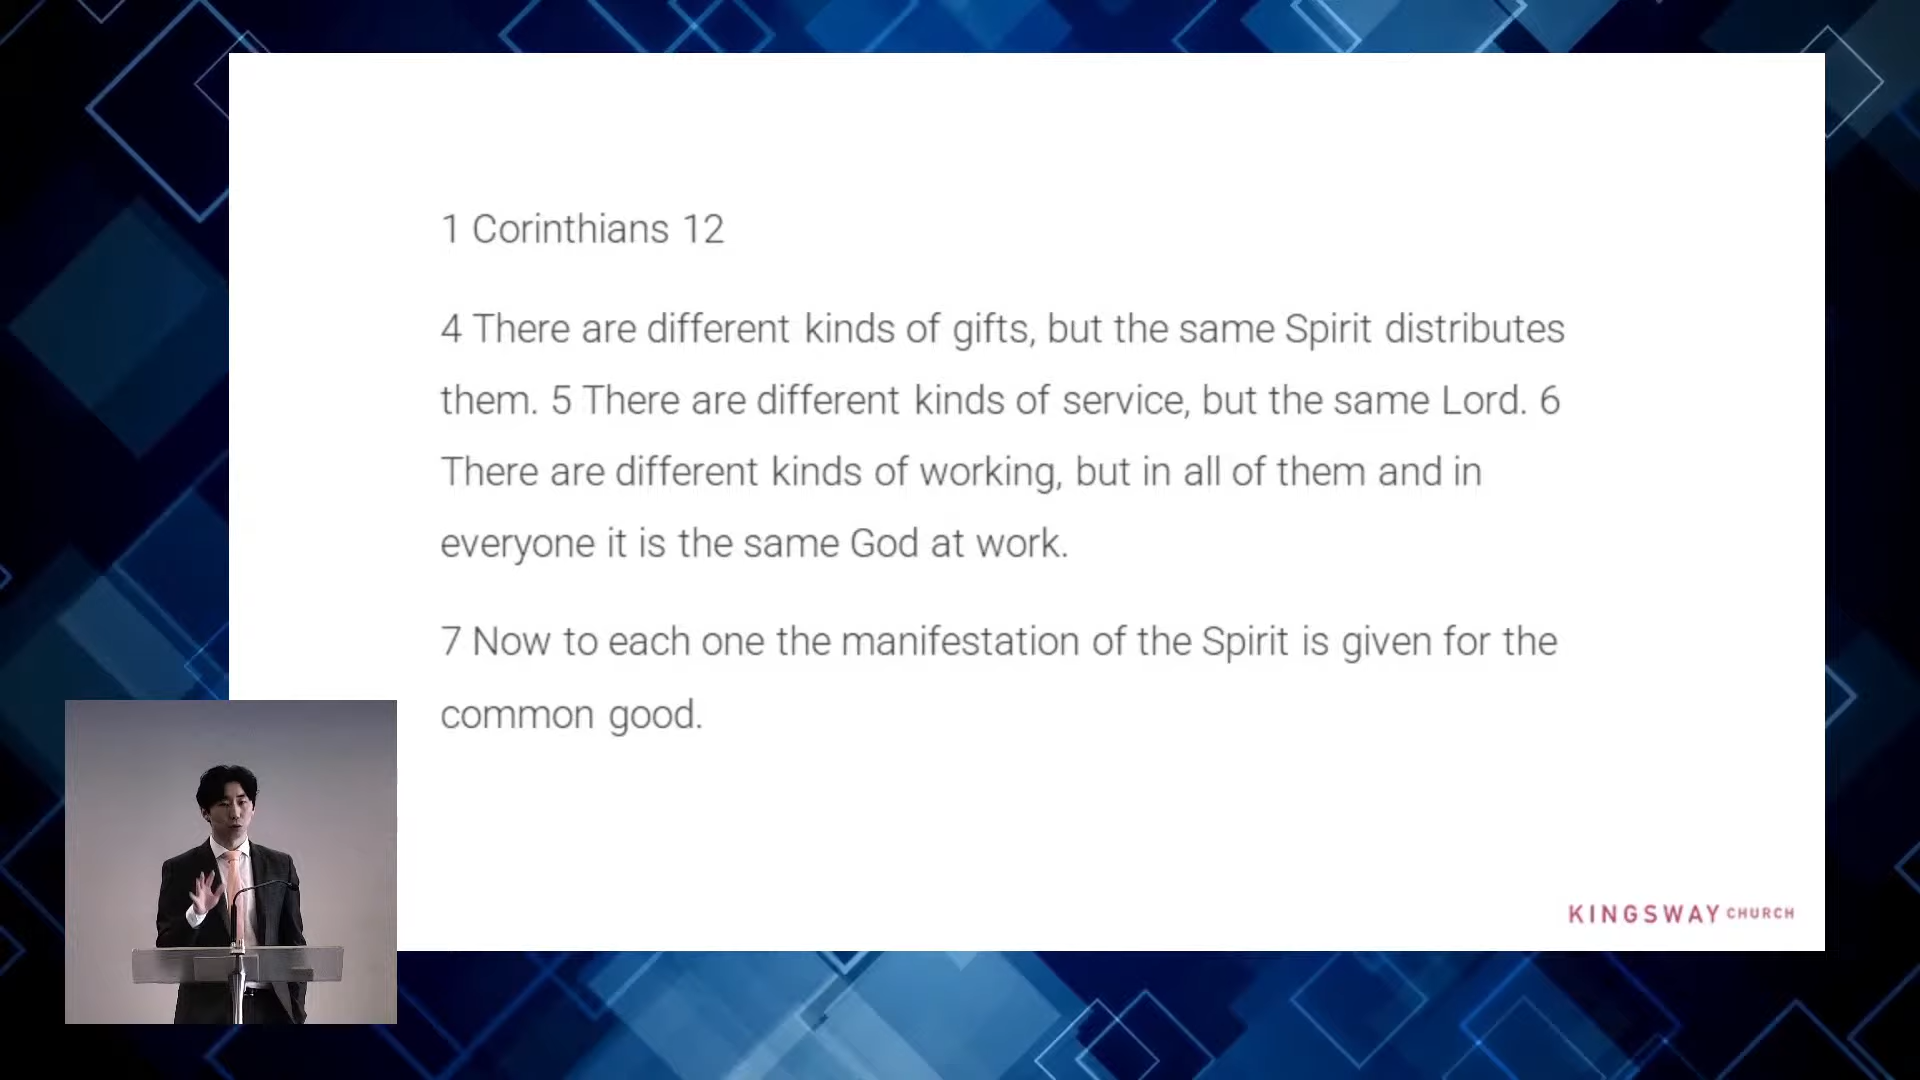 1 Corinthians 12
4 There are different kinds of gifts, but the same Spirit distributes
them. 5 There are different kinds of service, but the same Lord. 6
There are different kinds of working, but in all of them and in
everyone it is the same God at work.
7 Now to each one the manifestation of the Spirit is given for the
common good.
KINGSWAY CHURCH